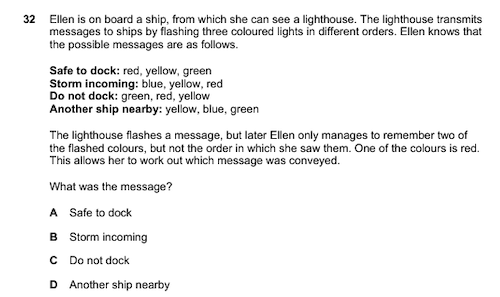 32 Ellen is on board a ship, from which she can see a lighthouse. The lighthouse transmits
messages to ships by flashing three coloured lights in different orders. Ellen knows that
the possible messages are as follows.
Safe to dock: red, yellow, green
Storm incoming: blue, yellow, red
Do not dock: green, red, yellow
Another ship nearby: yellow, blue, green
The lighthouse flashes a message, but later Ellen only manages to remember two of
the flashed colours, but not the order in which she saw them. One of the colours is red.
This allows her to work out which message was conveyed.
What was the message?
A Safe to dock
B Storm incoming
C Do not dock
D Another ship nearby